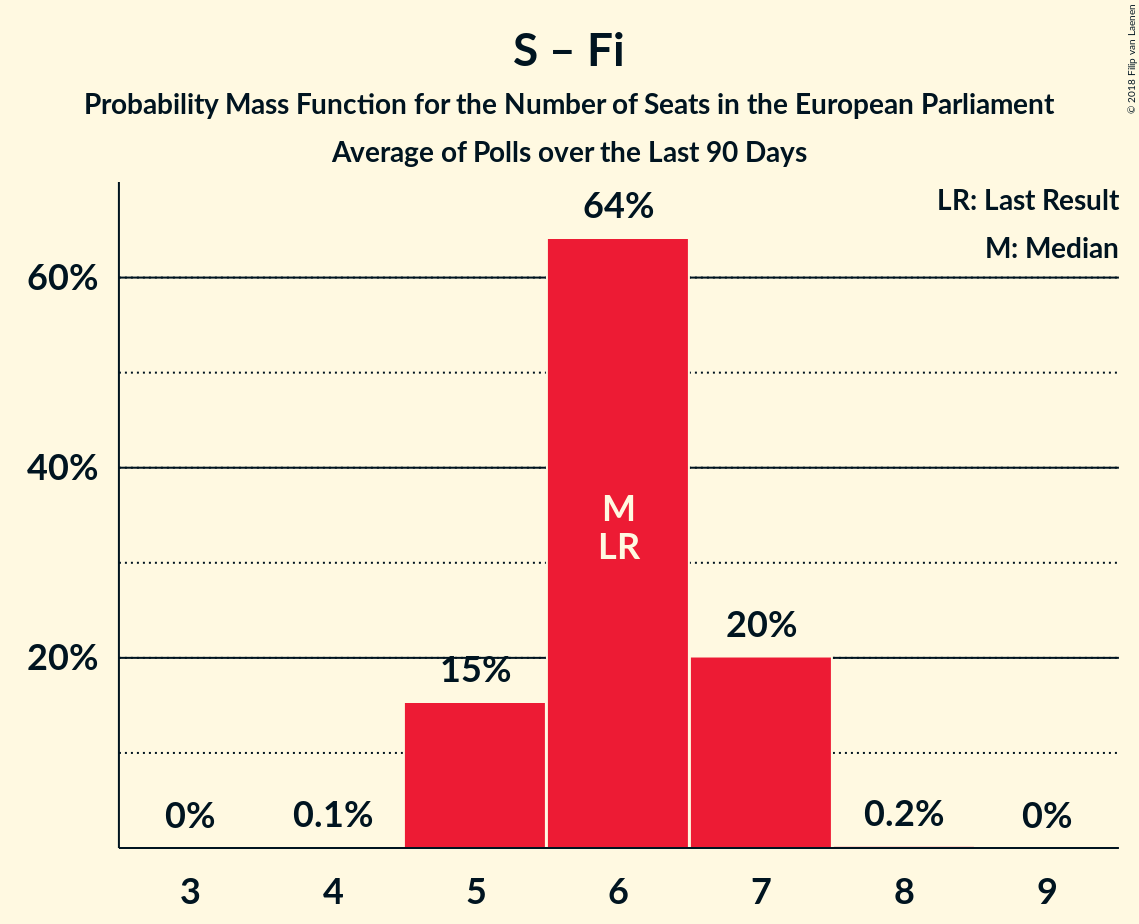 S – Fi
Probability Mass Function for the Number of Seats in the European Parliament
Average of Polls over the Last 90 Days
© 2018 Filip van Laenen
LR: Last Result
M: Median
64%
60%
40%
M
LR
20%
20%
15%
0%
0.1%
0.2%
0%
3
4
5
6
7
8
9